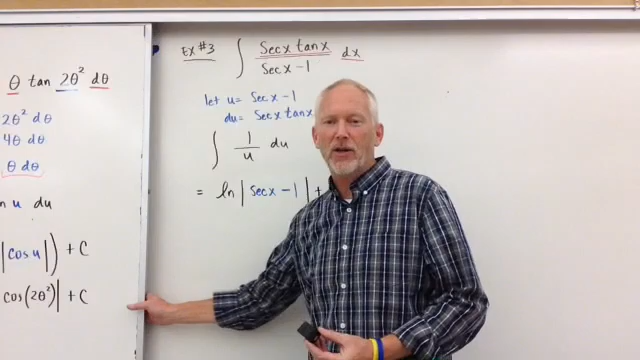 θ tan 2θ² dθ
2θ² dθ
4θ dθ
θ dθ
u du
|cos u|) + C
cos(2θ²)| + C
Ex #3 ∫ sec x tan x / sec x - 1 dx
let u = sec x - 1
du = sec x tan x
∫ 1/u du
= ln |sec x - 1| +